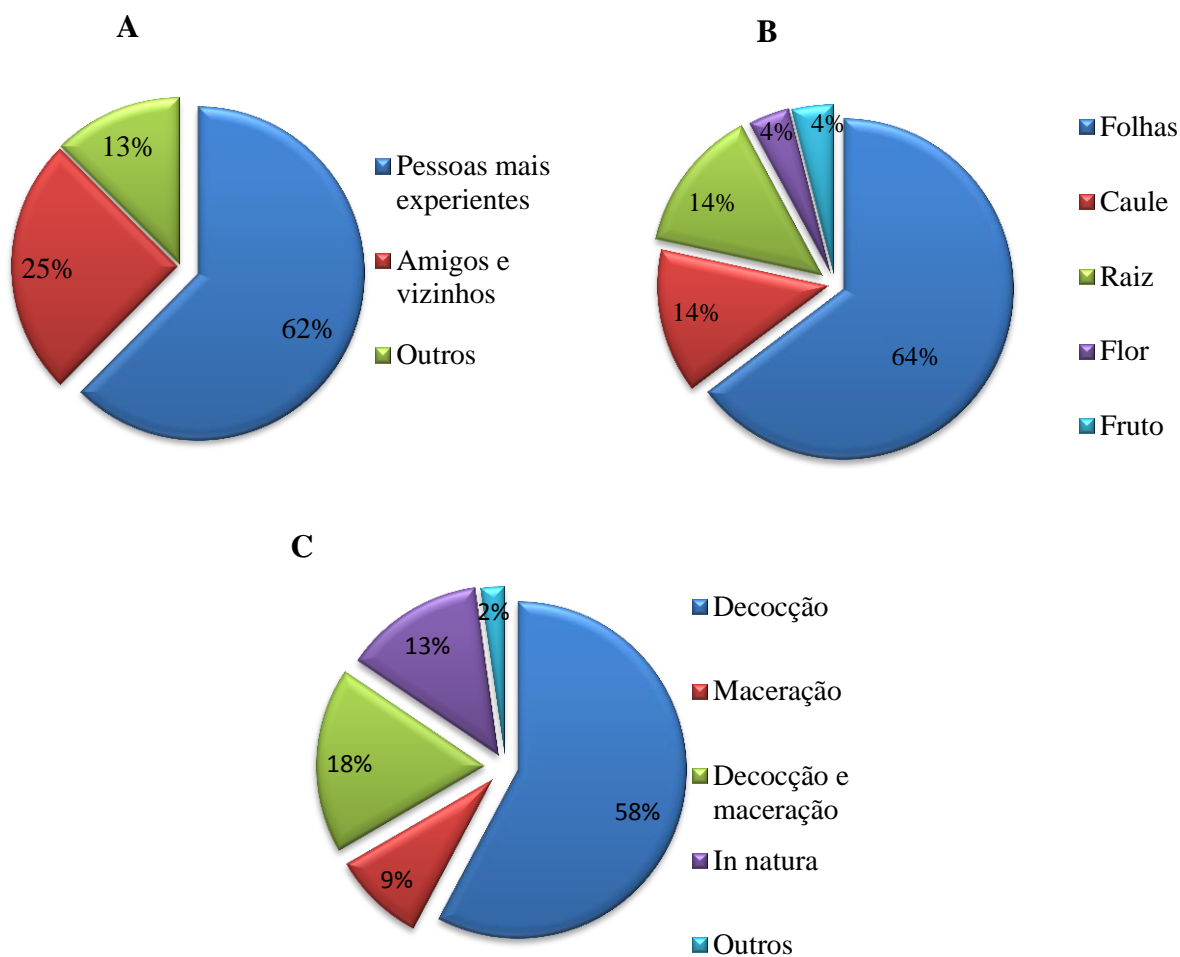 A
13%
25%
62%
Pessoas mais
experientes
Amigos e
vizinhos
Outros
B
4%
4%
14%
14%
64%
Folhas
Caule
Raiz
Flor
Fruto
C
2%
13%
18%
9%
58%
Decocção
Maceração
Decocção e
maceração
In natura
Outros